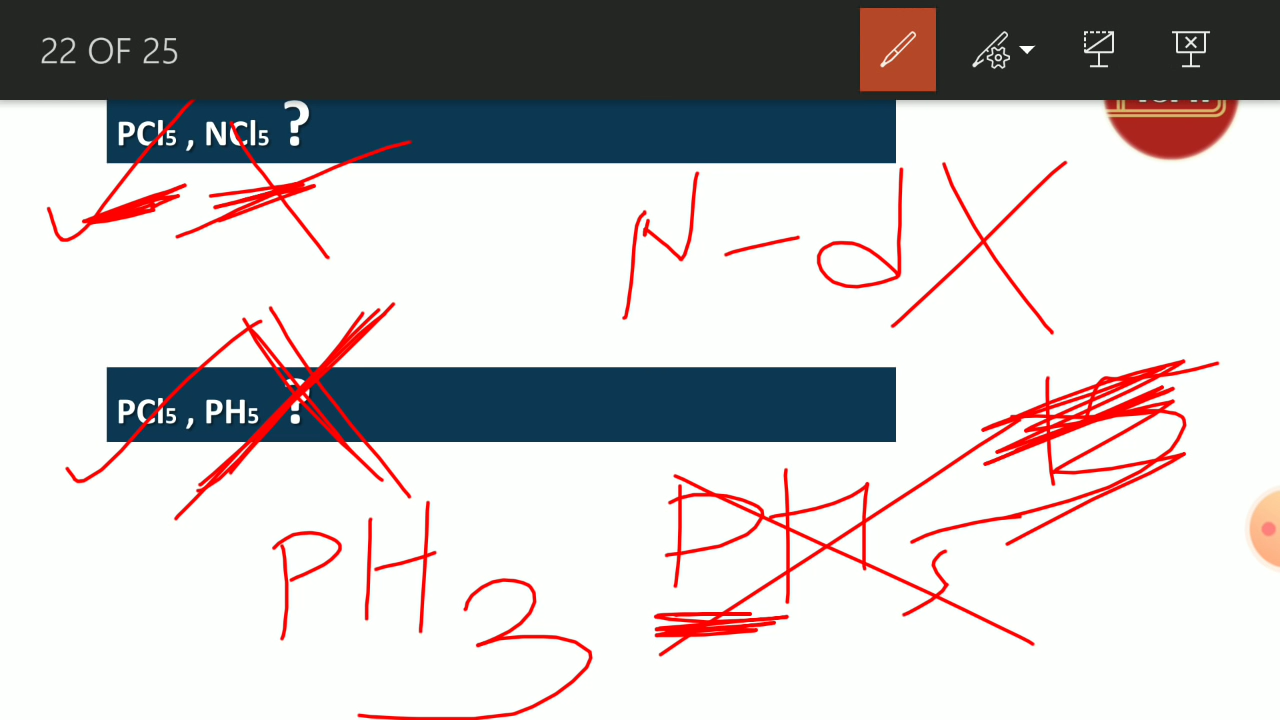 22 OF 25
PCl₅ , NCl₅ ?
N - d X
PCl₅ , PH₅ ?
PH3
PH5